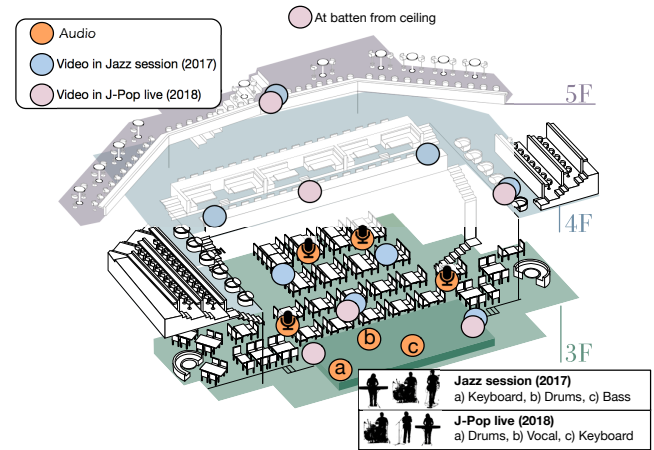 At batten from ceiling
Audio
Video in Jazz session (2017)
Video in J-Pop live (2018)
5F
4F
3F
b
c
a
Jazz session (2017)
a) Keyboard, b) Drums, c) Bass
J-Pop live (2018)
a) Drums, b) Vocal, c) Keyboard